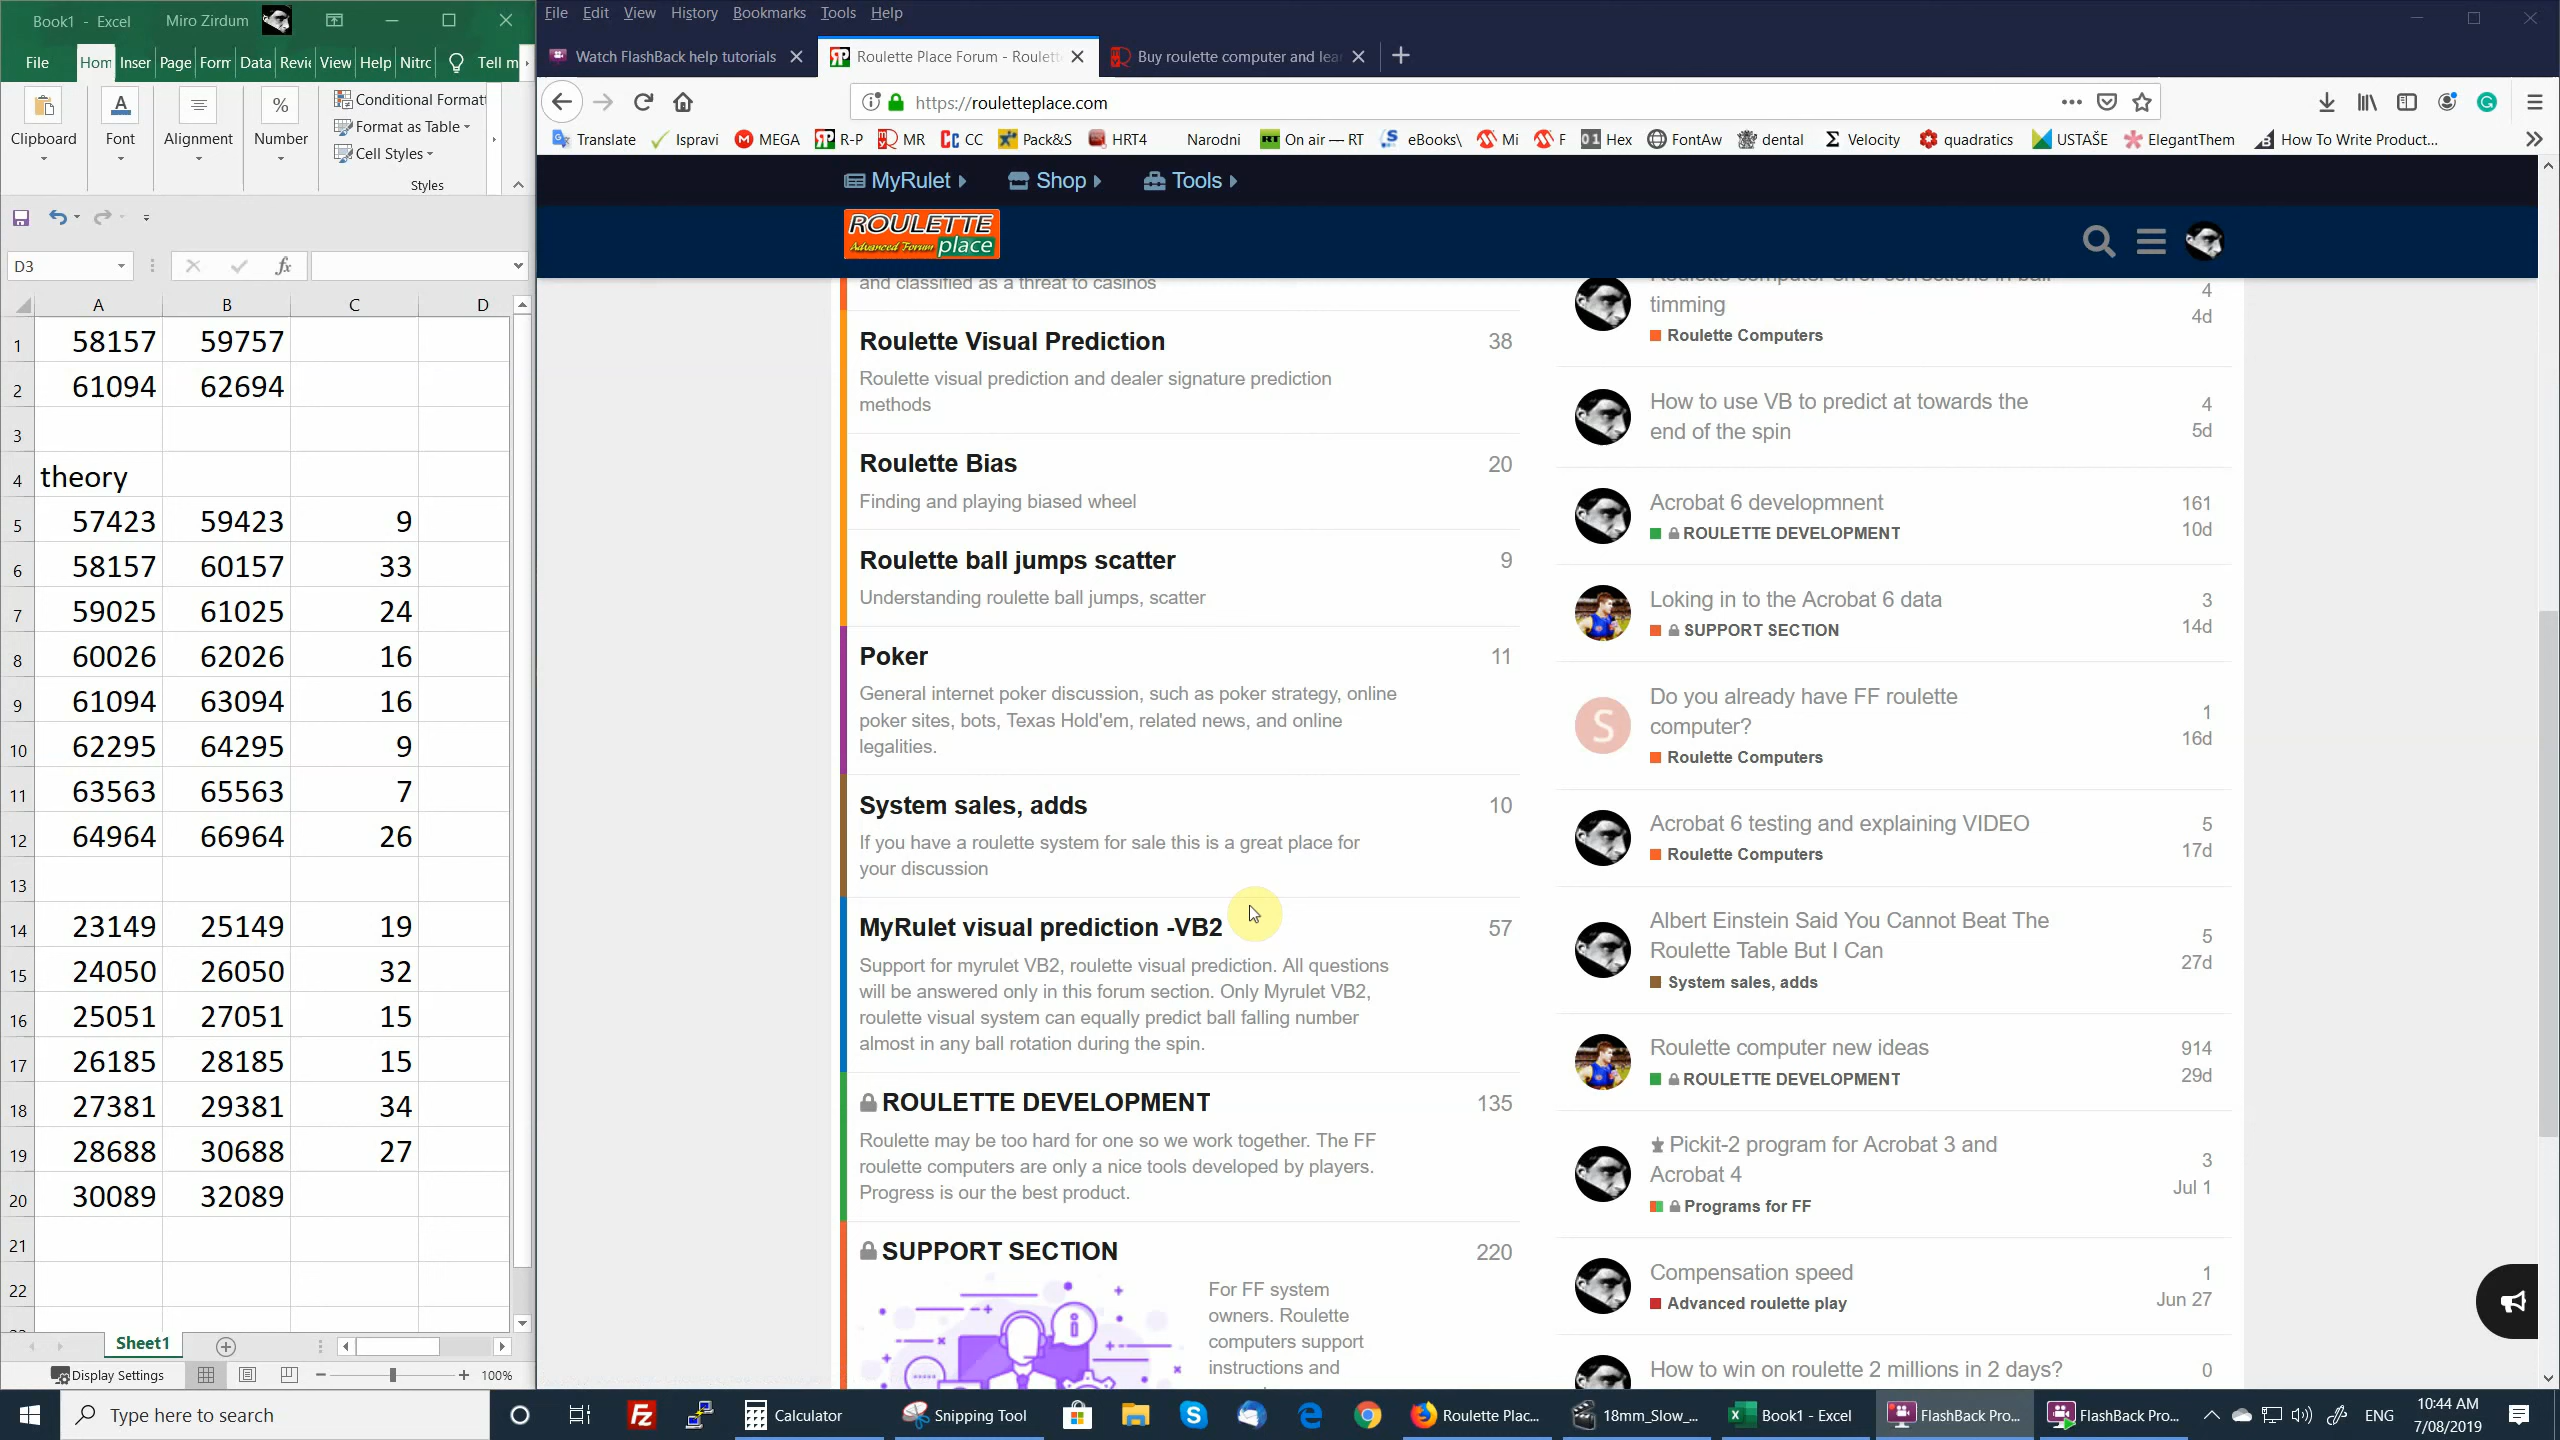 Book1 - Excel
Miro Zirdum
File Hom Inser Page Form Data Revi View Help Nitro Tell m
Clipboard
Font
Alignment
%
Number
Conditional Format
Format as Table
Cell Styles
Styles
D3
fx
A B C D
1 58157 59757
2 61094 62694
3
4 theory
5 57423 59423 9
6 58157 60157 33
7 59025 61025 24
8 60026 62026 16
9 61094 63094 16
10 62295 64295 9
11 63563 65563 7
12 64964 66964 26
13
14 23149 25149 19
15 24050 26050 32
16 25051 27051 15
17 26185 28185 15
18 27381 29381 34
19 28688 30688 27
20 30089 32089
21
22
Sheet1
Display Settings
100%
File Edit View History Bookmarks Tools Help
Watch FlashBack help tutorials
Roulette Place Forum - Roulett
Buy roulette computer and lea
https://rouletteplace.com
Translate Ispravi MEGA R-P MR CC Pack&S HRT4 Narodni On air — RT eBooks\ Mi F Hex FontAw dental Velocity quadratics USTAŠE ElegantThem How To Write Product...
MyRulet Shop Tools
ROULETTE
Advanced Forum place
and classified as a threat to casinos
Roulette Visual Prediction 38
Roulette visual prediction and dealer signature prediction
methods
Roulette Bias 20
Finding and playing biased wheel
Roulette ball jumps scatter 9
Understanding roulette ball jumps, scatter
Poker 11
General internet poker discussion, such as poker strategy, online
poker sites, bots, Texas Hold'em, related news, and online
legalities.
System sales, adds 10
If you have a roulette system for sale this is a great place for
your discussion
MyRulet visual prediction -VB2 57
Support for myrulet VB2, roulette visual prediction. All questions
will be answered only in this forum section. Only Myrulet VB2,
roulette visual system can equally predict ball falling number
almost in any ball rotation during the spin.
ROULETTE DEVELOPMENT 135
Roulette may be too hard for one so we work together. The FF
roulette computers are only a nice tools developed by players.
Progress is our the best product.
SUPPORT SECTION 220
For FF system
owners. Roulette
computers support
instructions and
Roulette computer error corrections in ball
timming
4
4d
Roulette Computers
How to use VB to predict at towards the
end of the spin
4
5d
Acrobat 6 developmnent
161
10d
ROULETTE DEVELOPMENT
Loking in to the Acrobat 6 data
3
14d
SUPPORT SECTION
S
Do you already have FF roulette
computer?
1
16d
Roulette Computers
Acrobat 6 testing and explaining VIDEO
5
17d
Roulette Computers
Albert Einstein Said You Cannot Beat The
Roulette Table But I Can
5
27d
System sales, adds
Roulette computer new ideas
914
29d
ROULETTE DEVELOPMENT
Pickit-2 program for Acrobat 3 and
Acrobat 4
3
Jul 1
Programs for FF
Compensation speed
1
Jun 27
Advanced roulette play
How to win on roulette 2 millions in 2 days?
0
Type here to search
Calculator
Snipping Tool
Roulette Plac...
18mm_Slow_...
Book1 - Excel
FlashBack Pro...
FlashBack Pro...
ENG
10:44 AM
7/08/2019